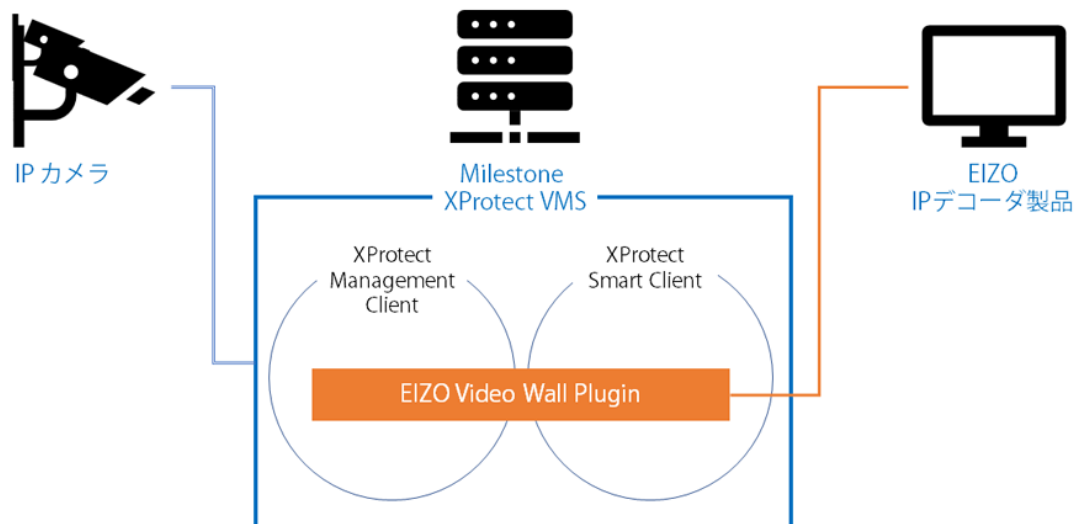 IP カメラ
Milestone
XProtect VMS
EIZO
IPデコーダ製品
XProtect
Management
Client
XProtect
Smart Client
EIZO Video Wall Plugin